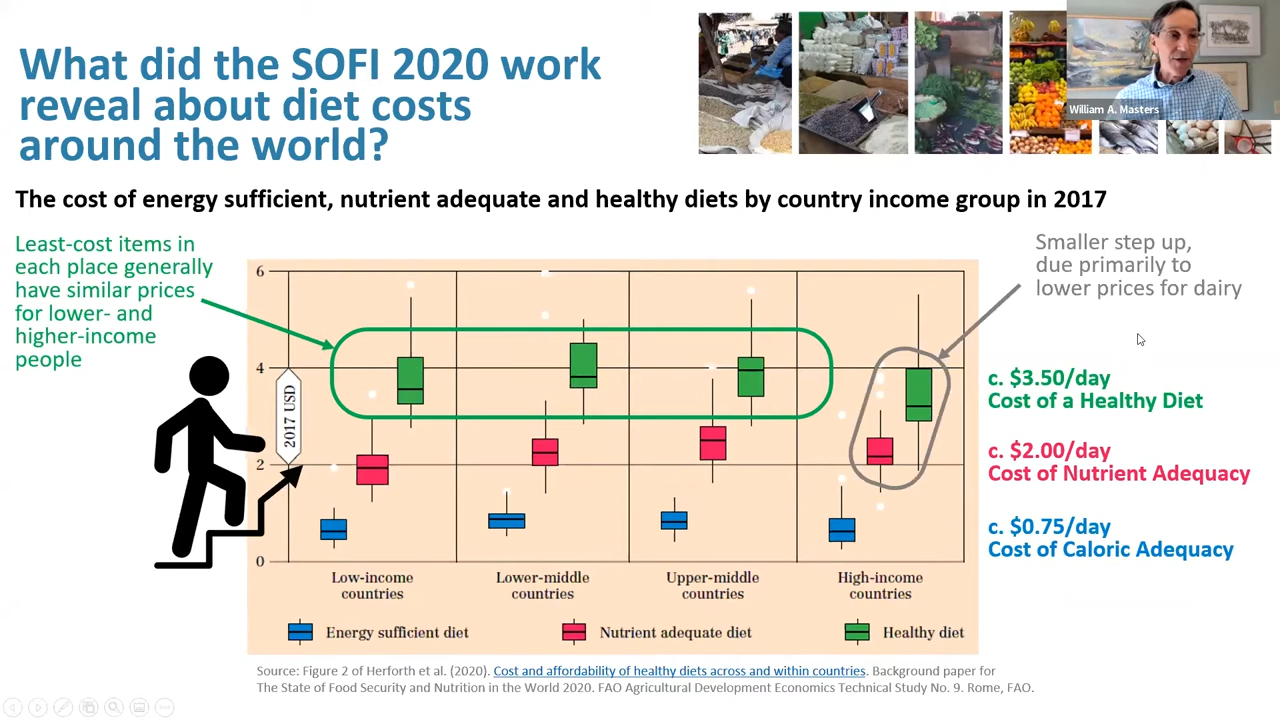 What did the SOFI 2020 work
reveal about diet costs
around the world?
William A. Masters
The cost of energy sufficient, nutrient adequate and healthy diets by country income group in 2017
Least-cost items in
each place generally
have similar prices
for lower- and
higher-income
people
Smaller step up,
due primarily to
lower prices for dairy
6
4
2
0
2017 USD
c. $3.50/day
Cost of a Healthy Diet
c. $2.00/day
Cost of Nutrient Adequacy
c. $0.75/day
Cost of Caloric Adequacy
Low-income
countries
Lower-middle
countries
Upper-middle
countries
High-income
countries
Energy sufficient diet
Nutrient adequate diet
Healthy diet
Source: Figure 2 of Herforth et al. (2020). Cost and affordability of healthy diets across and within countries. Background paper for
The State of Food Security and Nutrition in the World 2020. FAO Agricultural Development Economics Technical Study No. 9. Rome, FAO.